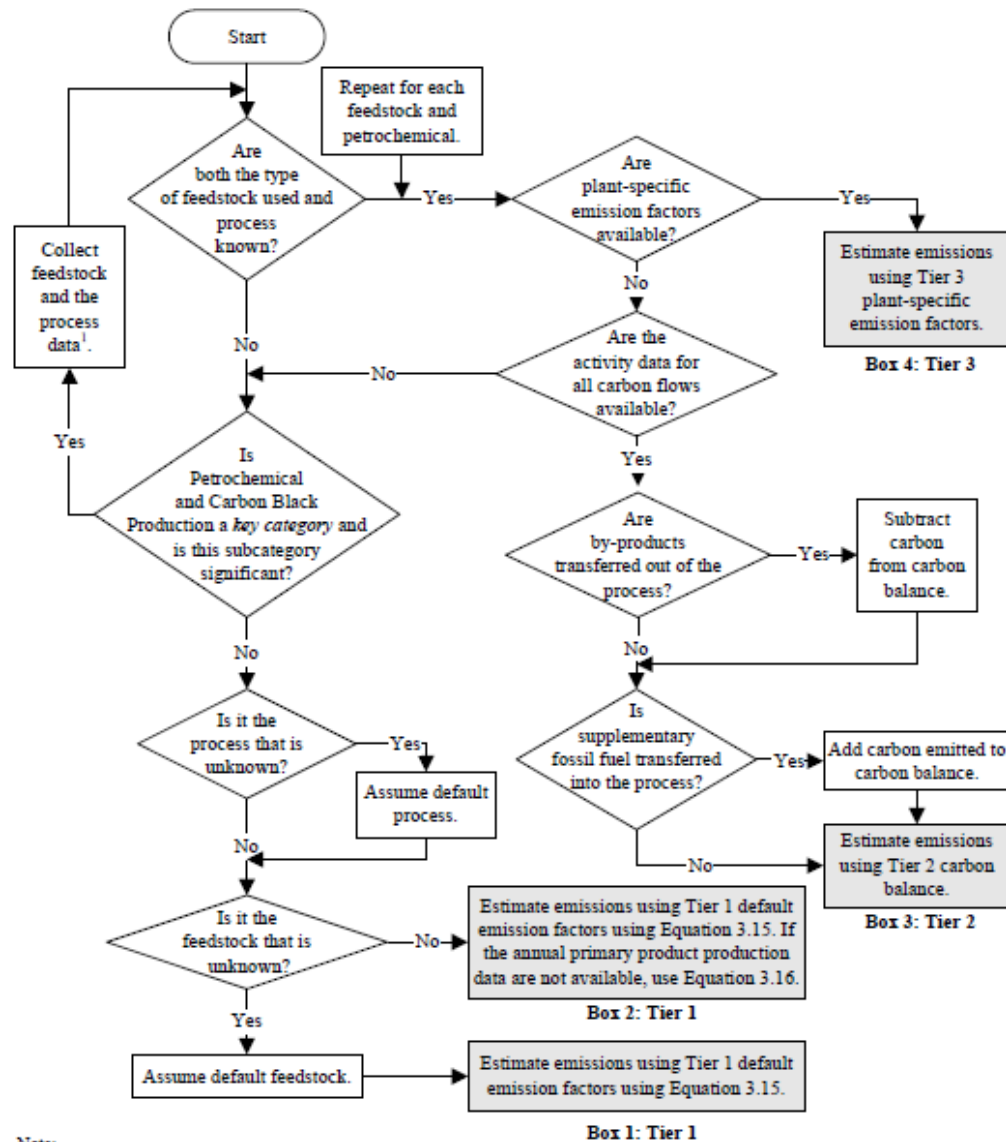 Start
Repeat for each
feedstock and
petrochemical.
Are
both the type
of feedstock used and
process
known?
Yes
Are
plant-specific
emission factors
available?
Yes
Estimate emissions
using Tier 3
plant-specific
emission factors.
Box 4: Tier 3
Collect
feedstock
and the
process
data1.
No
No
Are the
activity data for
all carbon flows
available?
No
Yes
Yes
Is
Petrochemical
and Carbon Black
Production a key category and
is this subcategory
significant?
Are
by-products
transferred out of the
process?
Yes
Subtract
carbon
from carbon
balance.
No
No
Is it the
process that is
unknown?
Yes
Assume default
process.
No
Is
supplementary
fossil fuel transferred
into the process?
Yes
Add carbon emitted to
carbon balance.
No
Estimate emissions
using Tier 2 carbon
balance.
Box 3: Tier 2
Is it the
feedstock that is
unknown?
No
Estimate emissions using Tier 1 default
emission factors using Equation 3.15. If
the annual primary product production
data are not available, use Equation 3.16.
Box 2: Tier 1
Yes
Assume default feedstock.
Estimate emissions using Tier 1 default
emission factors using Equation 3.15.
Box 1: Tier 1